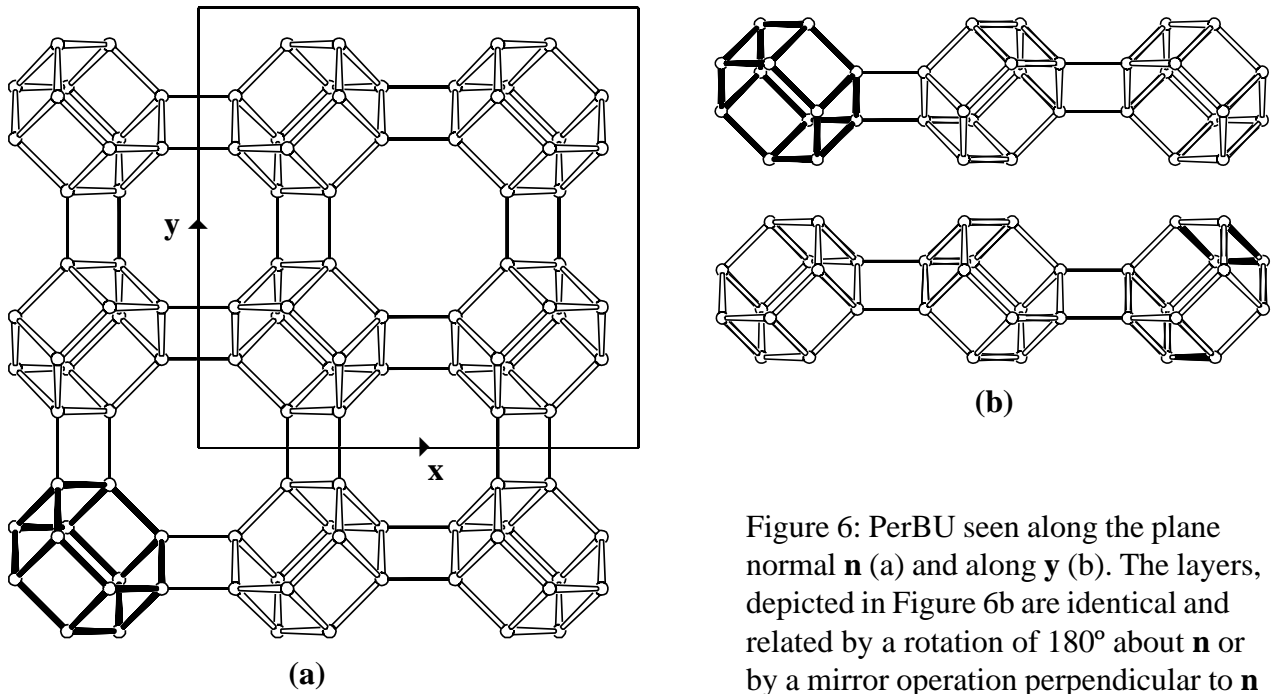 y
x
(a)
(b)
Figure 6: PerBU seen along the plane
normal n (a) and along y (b). The layers,
depicted in Figure 6b are identical and
related by a rotation of 180º about n or
by a mirror operation perpendicular to n